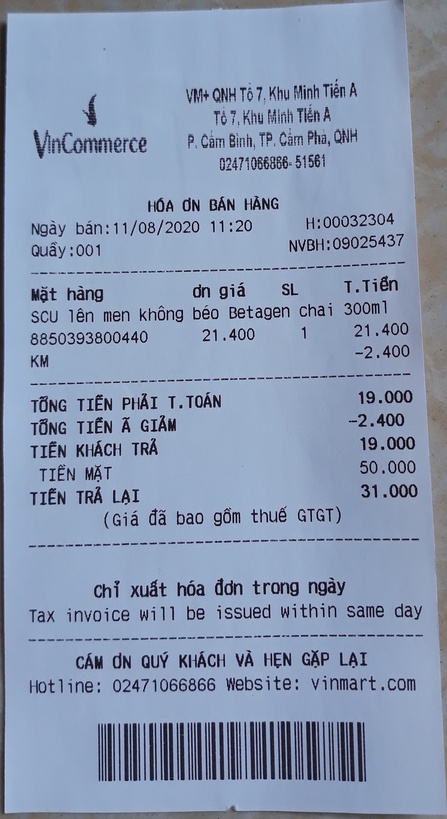 VinCommerce
VM+ QNH Tổ 7, Khu Minh Tiến A
Tổ 7, Khu Minh Tiến A
P. Cẩm Bình, TP. Cẩm Phả, QNH
02471066866-51561
HÓA ƠN BÁN HÀNG
Ngày bán:11/08/2020 11:20 H:00032304
Quầy:001 NVBH:09025437
Mặt hàng ơn giá SL T.Tiền
SCU lên men không béo Betagen chai 300ml
8850393800440 21.400 1 21.400
KM -2.400
TỔNG TIỀN PHẢI T.TOÁN 19.000
TỔNG TIỀN Ã GIẢM -2.400
TIỀN KHÁCH TRẢ 19.000
TIỀN MẶT 50.000
TIỀN TRẢ LẠI 31.000
(Giá đã bao gồm thuế GTGT)
Chỉ xuất hóa đơn trong ngày
Tax invoice will be issued within same day
CÁM ƠN QUÝ KHÁCH VÀ HẸN GẶP LẠI
Hotline: 02471066866 Website: vinmart.com